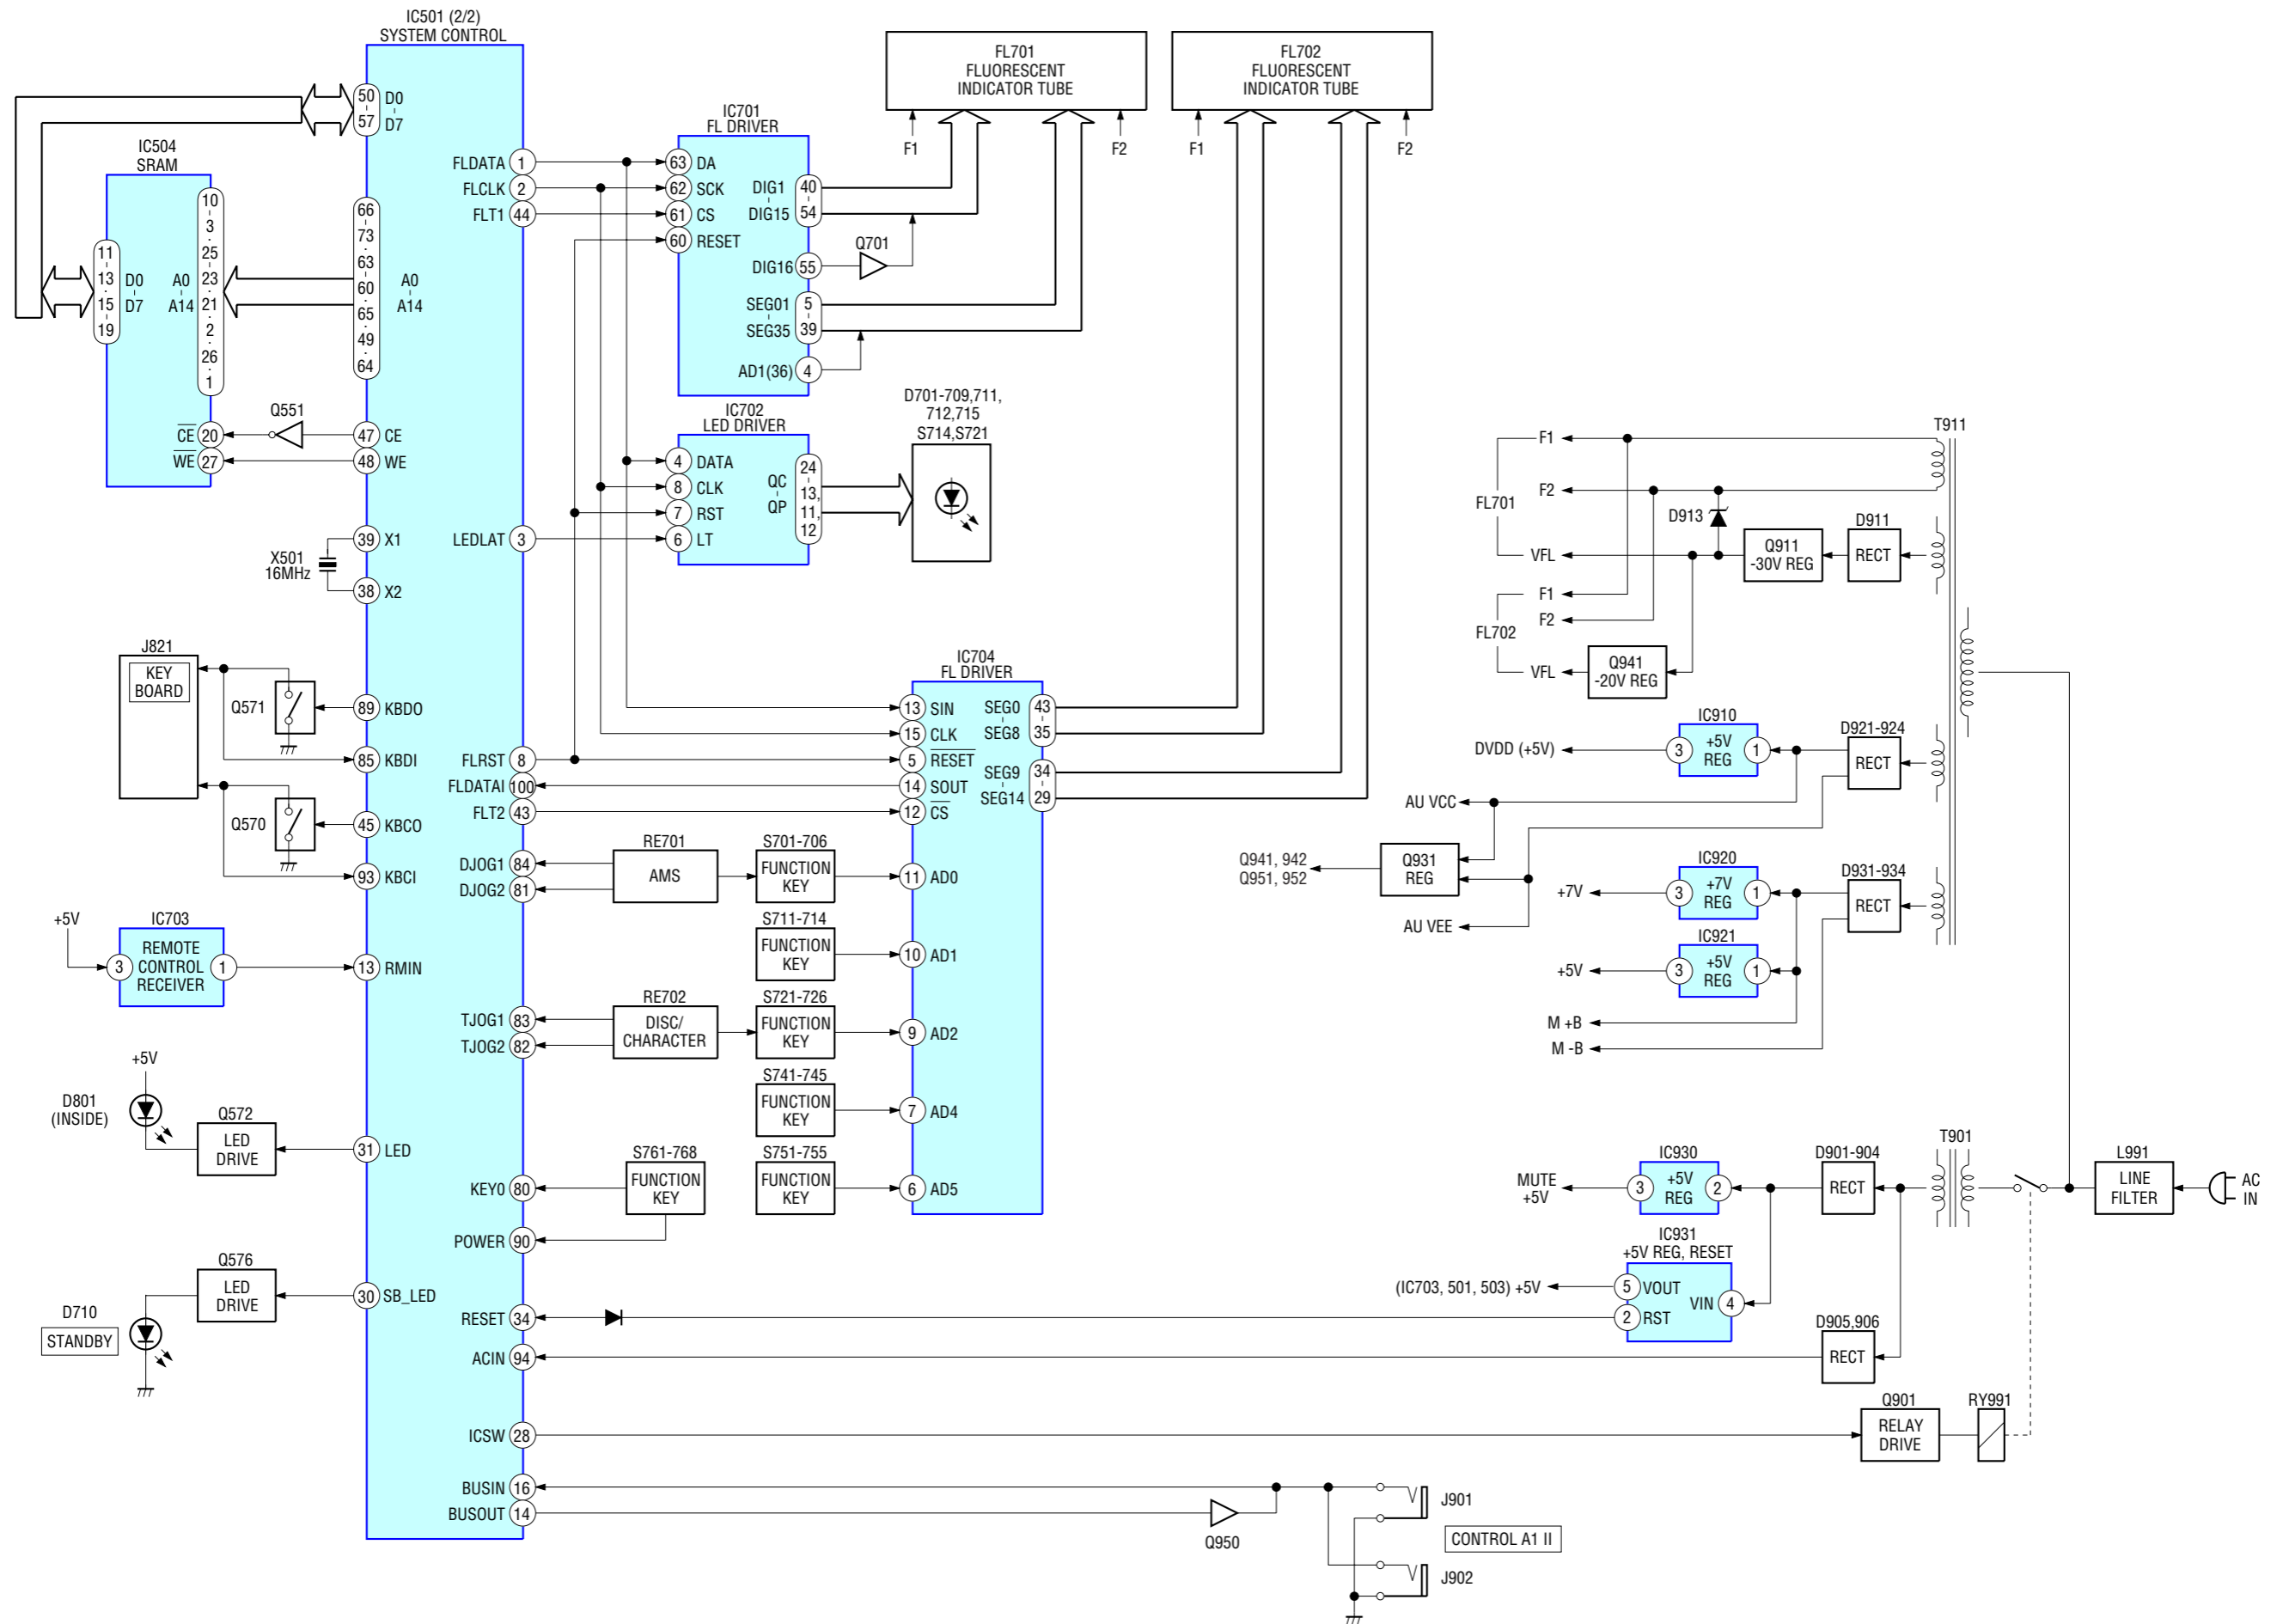 IC501 (2/2)
SYSTEM CONTROL
50
-
57
D0
-
D7
66
-
73
·
63
-
60
·
65
·
49
·
64
A0
-
A14
47 CE
48 WE
39 X1
38 X2
89 KBDO
85 KBDI
45 KBCO
93 KBCI
13 RMIN
31 LED
30 SB_LED
FLDATA 1
FLCLK 2
FLT1 44
LEDLAT 3
FLRST 8
FLDATAI 100
FLT2 43
DJOG1 84
DJOG2 81
TJOG1 83
TJOG2 82
KEY0 80
POWER 90
RESET 34
ACIN 94
ICSW 28
BUSIN 16
BUSOUT 14
IC504
SRAM
11
-
13
·
15
-
19
D0
-
D7
A0
-
A14
10
-
3
·
25
-
23
·
21
·
2
·
26
·
1
CE 20
WE 27
Q551
X501
16MHz
J821
KEY
BOARD
Q571
Q570
+5V
IC703
3
REMOTE
CONTROL
RECEIVER
1
+5V
D801
(INSIDE)
Q572
LED
DRIVE
Q576
LED
DRIVE
D710
STANDBY
IC701
FL DRIVER
63 DA
62 SCK
61 CS
60 RESET
DIG1
-
DIG15
40
-
54
DIG16 55
SEG01
-
SEG35
5
-
39
AD1(36) 4
Q701
IC702
LED DRIVER
4 DATA
8 CLK
7 RST
6 LT
QC
-
QP
24
-
13,
11,
12
D701-709,711,
712,715
S714,S721
FL701
FLUORESCENT
INDICATOR TUBE
F1
F2
FL702
FLUORESCENT
INDICATOR TUBE
F1
F2
IC704
FL DRIVER
13 SIN
15 CLK
5 RESET
14 SOUT
12 CS
11 AD0
10 AD1
9 AD2
7 AD4
6 AD5
SEG0
-
SEG8
43
-
35
SEG9
-
SEG14
34
-
29
RE701
AMS
S701-706
FUNCTION
KEY
S711-714
FUNCTION
KEY
RE702
DISC/
CHARACTER
S721-726
FUNCTION
KEY
S741-745
FUNCTION
KEY
S751-755
FUNCTION
KEY
S761-768
FUNCTION
KEY
T911
F1
F2
FL701
VFL
D913
Q911
-30V REG
D911
RECT
F1
F2
FL702
VFL
Q941
-20V REG
IC910
DVDD (+5V)
3
+5V
REG
1
D921-924
RECT
AU VCC
Q941, 942
Q951, 952
Q931
REG
AU VEE
IC920
+7V
3
+7V
REG
1
D931-934
RECT
IC921
+5V
3
+5V
REG
1
M +B
M -B
T901
IC930
MUTE
+5V
3
+5V
REG
2
D901-904
RECT
L991
LINE
FILTER
AC
IN
IC931
+5V REG, RESET
(IC703, 501, 503) +5V
5 VOUT
2 RST
VIN 4
D905,906
RECT
Q901
RELAY
DRIVE
RY991
Q950
J901
CONTROL A1 II
J902